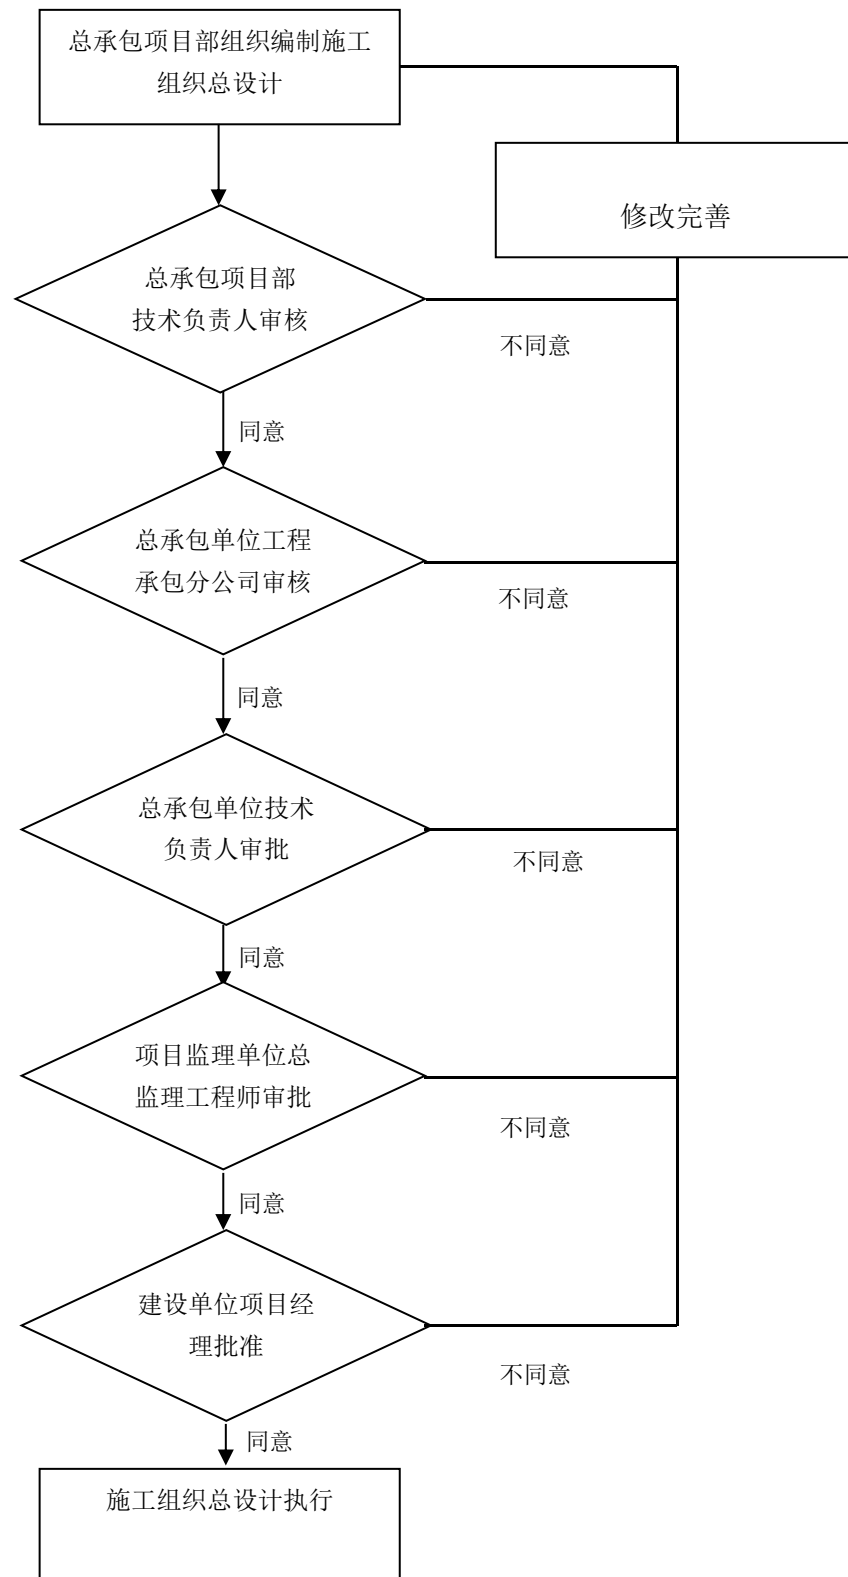 总承包项目部组织编制施工
组织总设计
修改完善
总承包项目部
技术负责人审核
不同意
同意
总承包单位工程
承包分公司审核
不同意
同意
总承包单位技术
负责人审批
不同意
同意
项目监理单位总
监理工程师审批
不同意
同意
建设单位项目经
理批准
不同意
同意
施工组织总设计执行